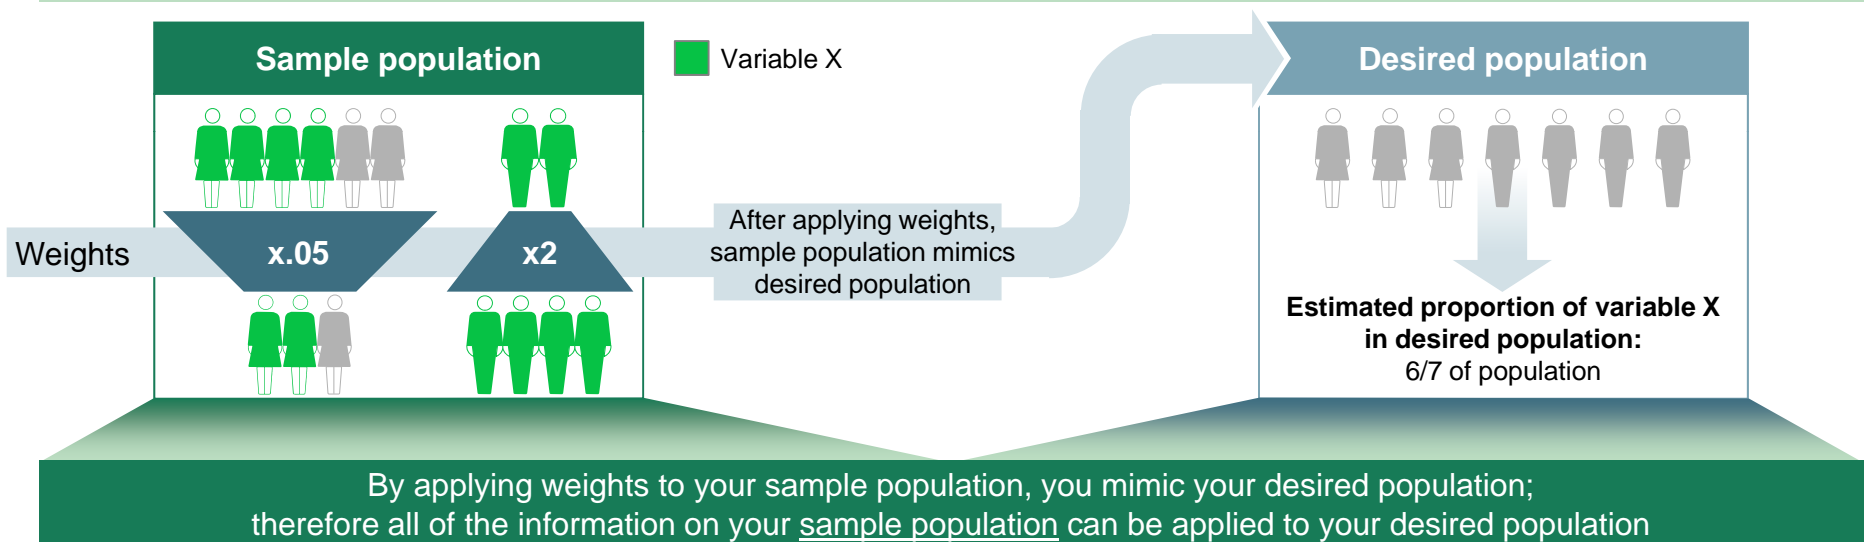 Sample population
Variable X
Desired population
Weights
x.05
x2
After applying weights,
sample population mimics
desired population
Estimated proportion of variable X
in desired population:
6/7 of population
By applying weights to your sample population, you mimic your desired population;
therefore all of the information on your sample population can be applied to your desired population